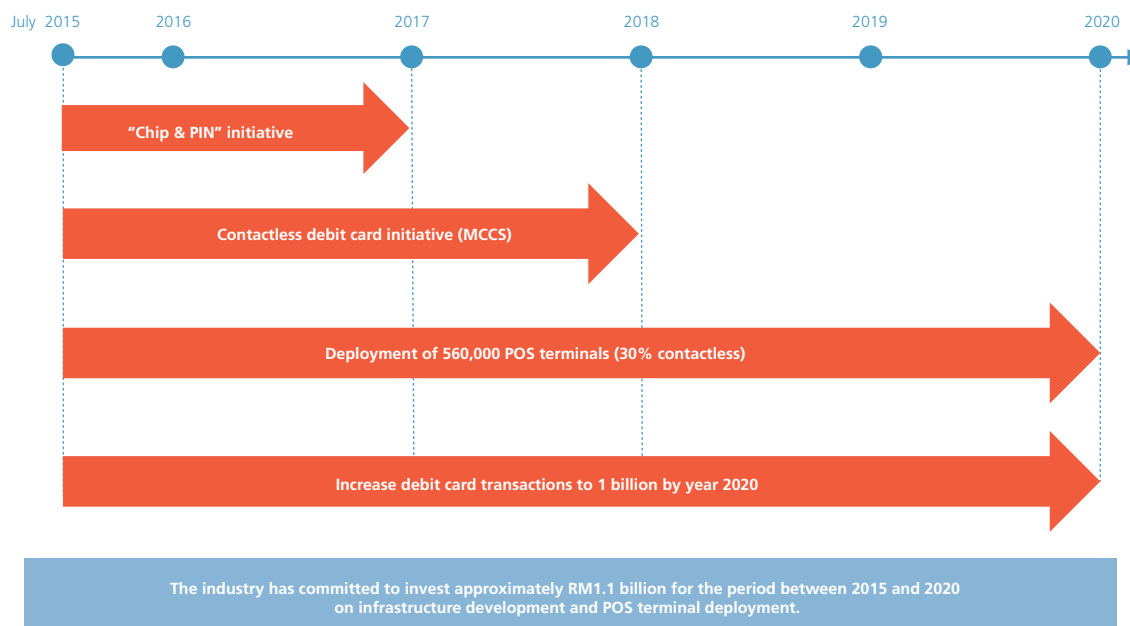 July 2015 2016 2017 2018 2019 2020
“Chip & PIN” initiative
Contactless debit card initiative (MCCS)
Deployment of 560,000 POS terminals (30% contactless)
Increase debit card transactions to 1 billion by year 2020
The industry has committed to invest approximately RM1.1 billion for the period between 2015 and 2020
on infrastructure development and POS terminal deployment.